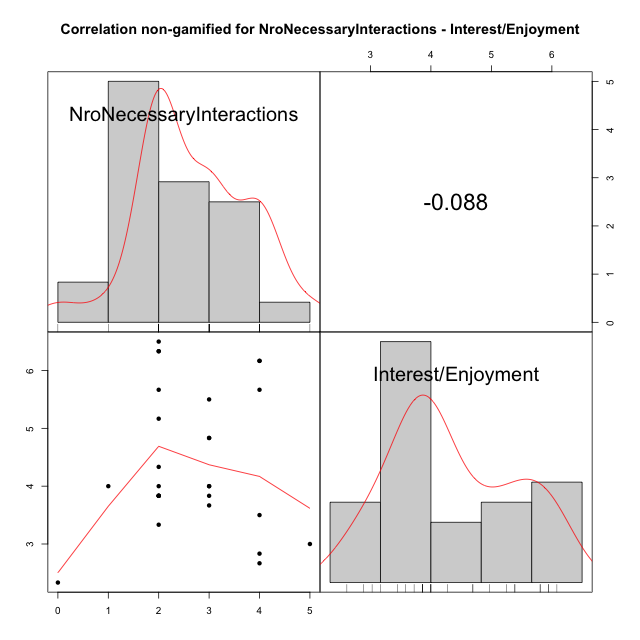 Correlation non-gamified for NroNecessaryInteractions - Interest/Enjoyment
3 4 5 6
NroNecessaryInteractions
-0.088
5
4
3
2
1
0
Interest/Enjoyment
6
5
4
3
0 1 2 3 4 5